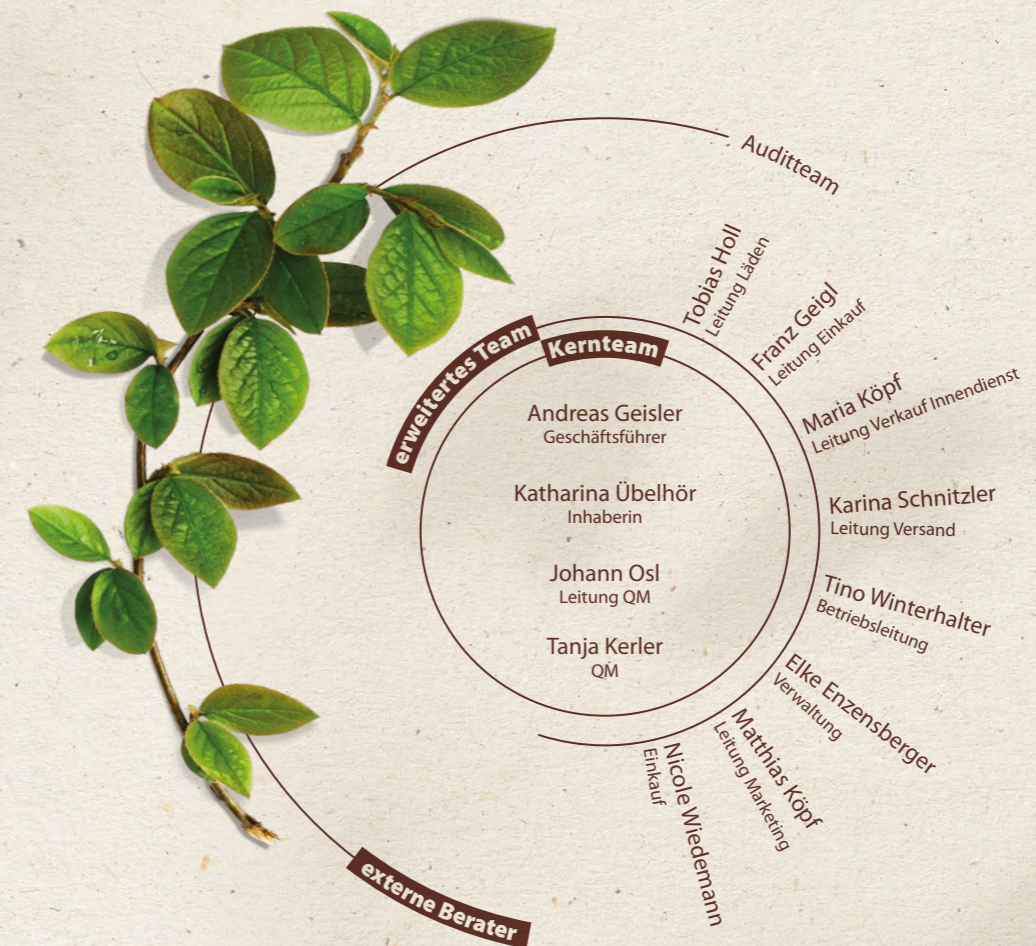 Auditteam
erweitertes Team
Kernteam
Andreas Geisler
Geschäftsführer
Katharina Übelhör
Inhaberin
Johann Osl
Leitung QM
Tanja Kerler
QM
Tobias Holl
Leitung Läden
Franz Geigl
Leitung Einkauf
Maria Köpf
Leitung Verkauf Innendienst
Karina Schnitzler
Leitung Versand
Tino Winterhalter
Betriebsleitung
Elke Enzensberger
Verwaltung
Matthias Köpf
Leitung Marketing
Nicole Wiedemann
Einkauf
externe Berater